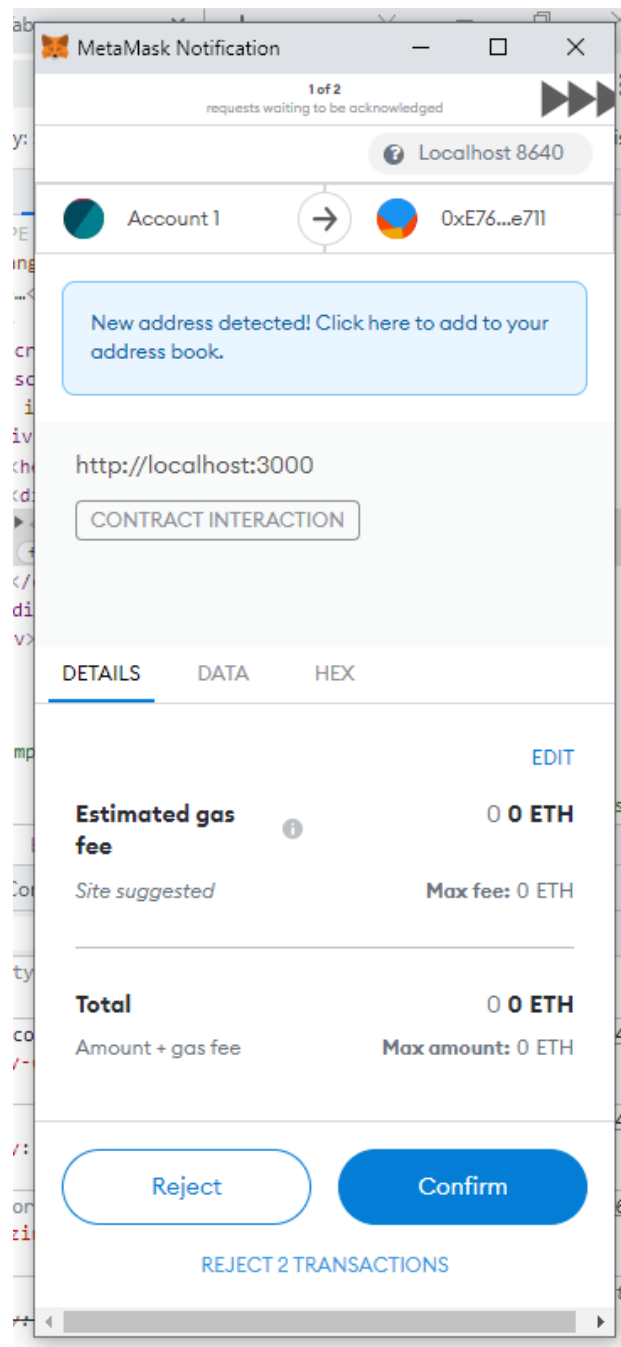 MetaMask Notification
1 of 2
requests waiting to be acknowledged
Localhost 8640
Account 1
0xE76...e711
New address detected! Click here to add to your
address book.
http://localhost:3000
CONTRACT INTERACTION
DETAILS DATA HEX
EDIT
Estimated gas
fee
0 0 ETH
Site suggested
Max fee: 0 ETH
Total
0 0 ETH
Amount + gas fee
Max amount: 0 ETH
Reject
Confirm
REJECT 2 TRANSACTIONS